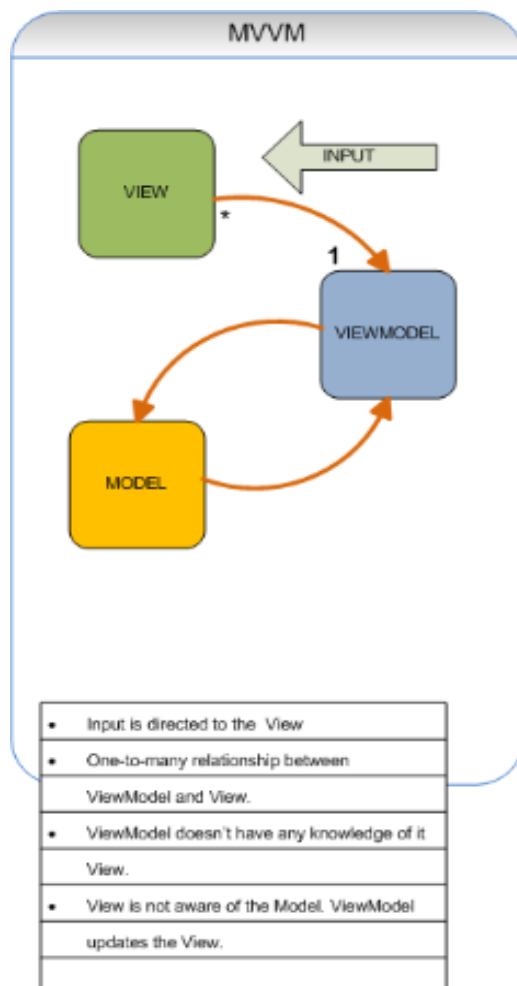 MVVM
INPUT
VIEW
*
1
VIEWMODEL
MODEL
• Input is directed to the View
• One-to-many relationship between
ViewModel and View.
• ViewModel doesn't have any knowledge of it
View.
• View is not aware of the Model. ViewModel
updates the View.